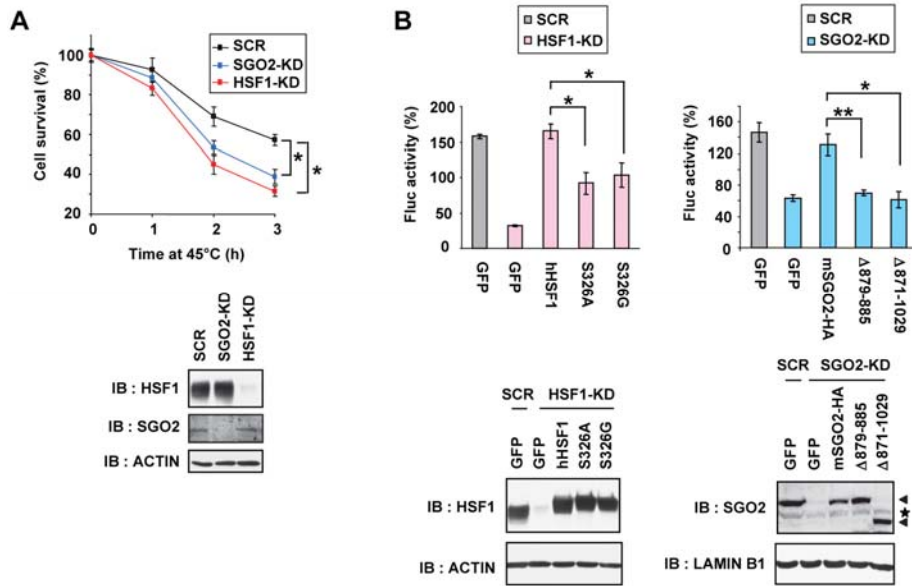 A
SCR
SGO2-KD
HSF1-KD
Cell survival (%)
100
80
60
40
20
*
*
0
1
2
3
Time at 45°C (h)
SCR
SGO2-KD
HSF1-KD
IB : HSF1
IB : SGO2
IB : ACTIN
B
SCR
HSF1-KD
Fluc activity (%)
200
150
100
50
0
*
*
GFP
GFP
hHSF1
S326A
S326G
SCR
HSF1-KD
GFP
GFP
hHSF1
S326A
S326G
IB : HSF1
IB : ACTIN
SCR
SGO2-KD
Fluc activity (%)
160
120
80
40
0
*
**
GFP
GFP
mSGO2-HA
Δ879-885
Δ871-1029
SCR
SGO2-KD
GFP
GFP
mSGO2-HA
Δ879-885
Δ871-1029
IB : SGO2
IB : LAMIN B1